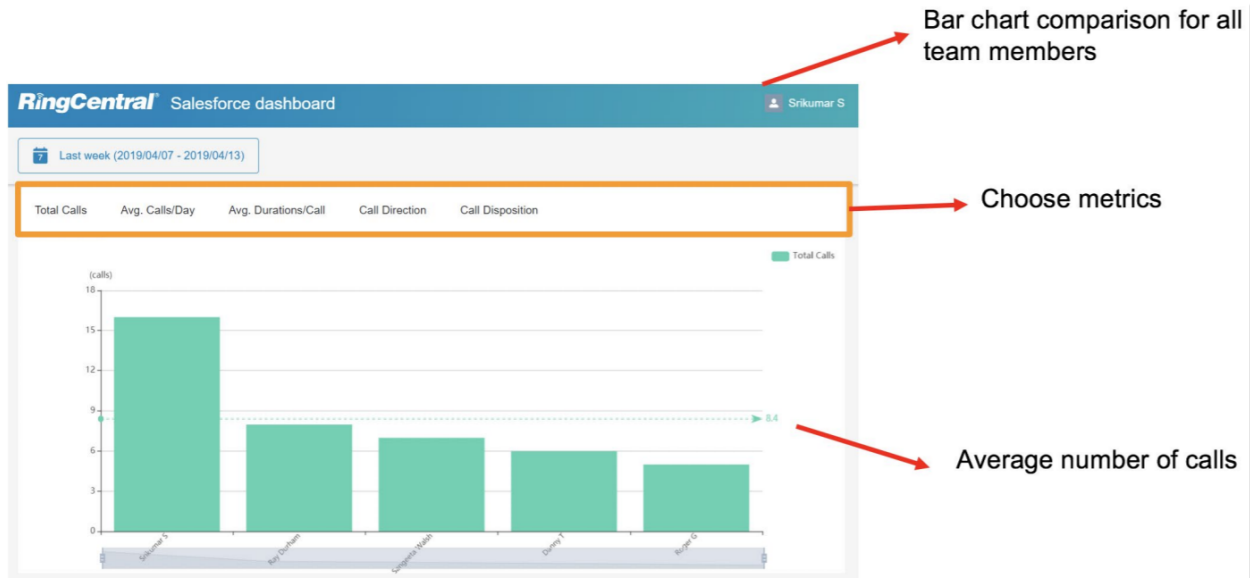 Bar chart comparison for all
team members
RingCentral® Salesforce dashboard
Srikumar S
7
Last week (2019/04/07 - 2019/04/13)
Total Calls Avg. Calls/Day Avg. Durations/Call Call Direction Call Disposition
Choose metrics
Total Calls
(calls)
18
15
12
9
8.4
6
3
0
Average number of calls
Srikumar S
Ray Durham
Sangeeta Walsh
Danny T
Roger G